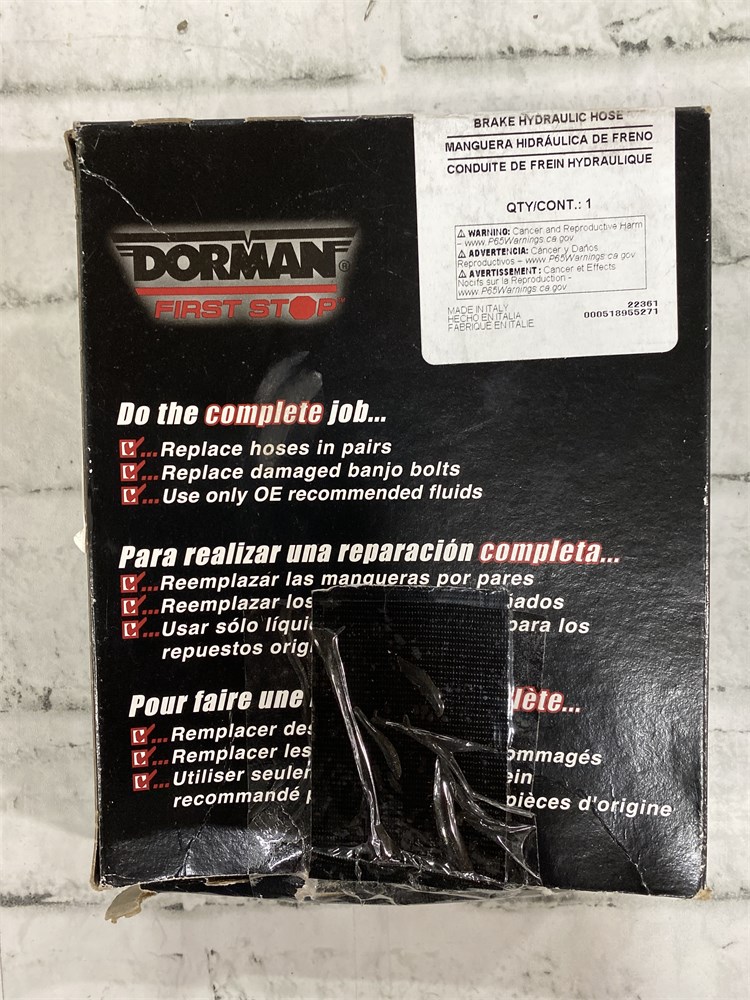 BRAKE HYDRAULIC HOSE
MANGUERA HIDRÁULICA DE FRENO
CONDUITE DE FREIN HYDRAULIQUE
QTY/CONT.: 1
⚠ WARNING: Cancer and Reproductive Harm
- www.P65Warnings.ca.gov
⚠ ADVERTENCIA: Cáncer y Daños
Reproductivos - www.P65Warnings.ca.gov
⚠ AVERTISSEMENT: Cancer et Effects
Nocifs sur la Reproduction -
www.P65Warnings.ca.gov
MADE IN ITALY
HECHO EN ITALIA
FABRIQUÉ EN ITALIE
22361
000518955271
DORMAN®
FIRST STOP™
Do the complete job...
C...Replace hoses in pairs
C...Replace damaged banjo bolts
C...Use only OE recommended fluids
Para realizar una reparación completa...
C...Reemplazar las mangueras por pares
C...Reemplazar los
C...Usar sólo para los
repuestos
Pour faire une
C...Remplacer
C...Remplacer les
C...Utiliser
recommandé pièces d'origine